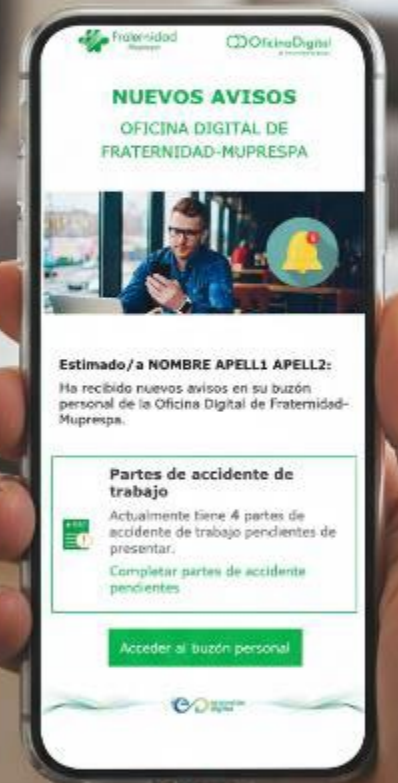 Fraternidad
Muprespa
OficinaDigital
NUEVOS AVISOS
OFICINA DIGITAL DE
FRATERNIDAD-MUPRESPA
Estimado/a NOMBRE APELL1 APELL2:
Ha recibido nuevos avisos en su buzón
personal de la Oficina Digital de Fraternidad-
Muprespa.
Partes de accidente de
trabajo
Actualmente tiene 4 partes de
accidente de trabajo pendientes de
presentar.
Completar partes de accidente
pendientes
Acceder al buzón personal
digital